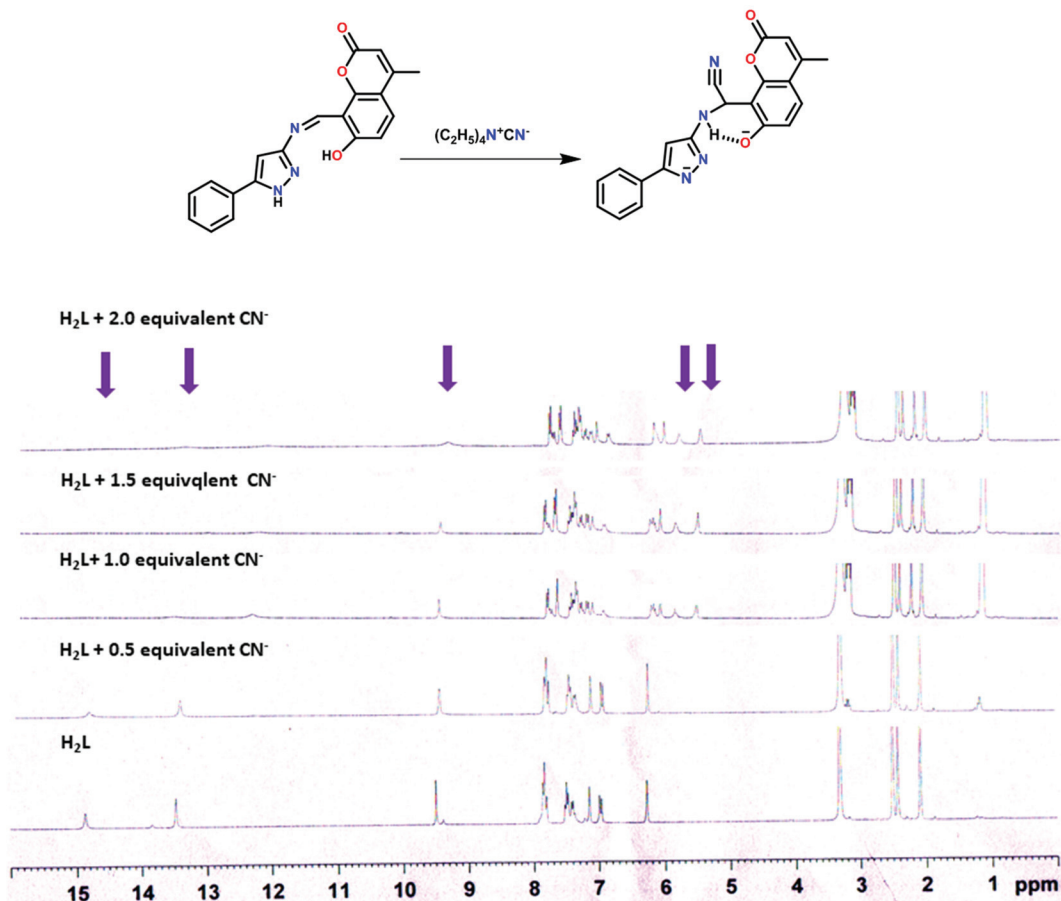 O
O
N
N
O
N
HO
N
N
H
(C₂H₅)₄N⁺CN⁻
O
N
O
N
H
O⁻
N
N⁻
H₂L + 2.0 equivalent CN⁻
H₂L + 1.5 equivqlent CN⁻
H₂L+ 1.0 equivalent CN⁻
H₂L + 0.5 equivalent CN⁻
H₂L
15 14 13 12 11 10 9 8 7 6 5 4 3 2 1 ppm